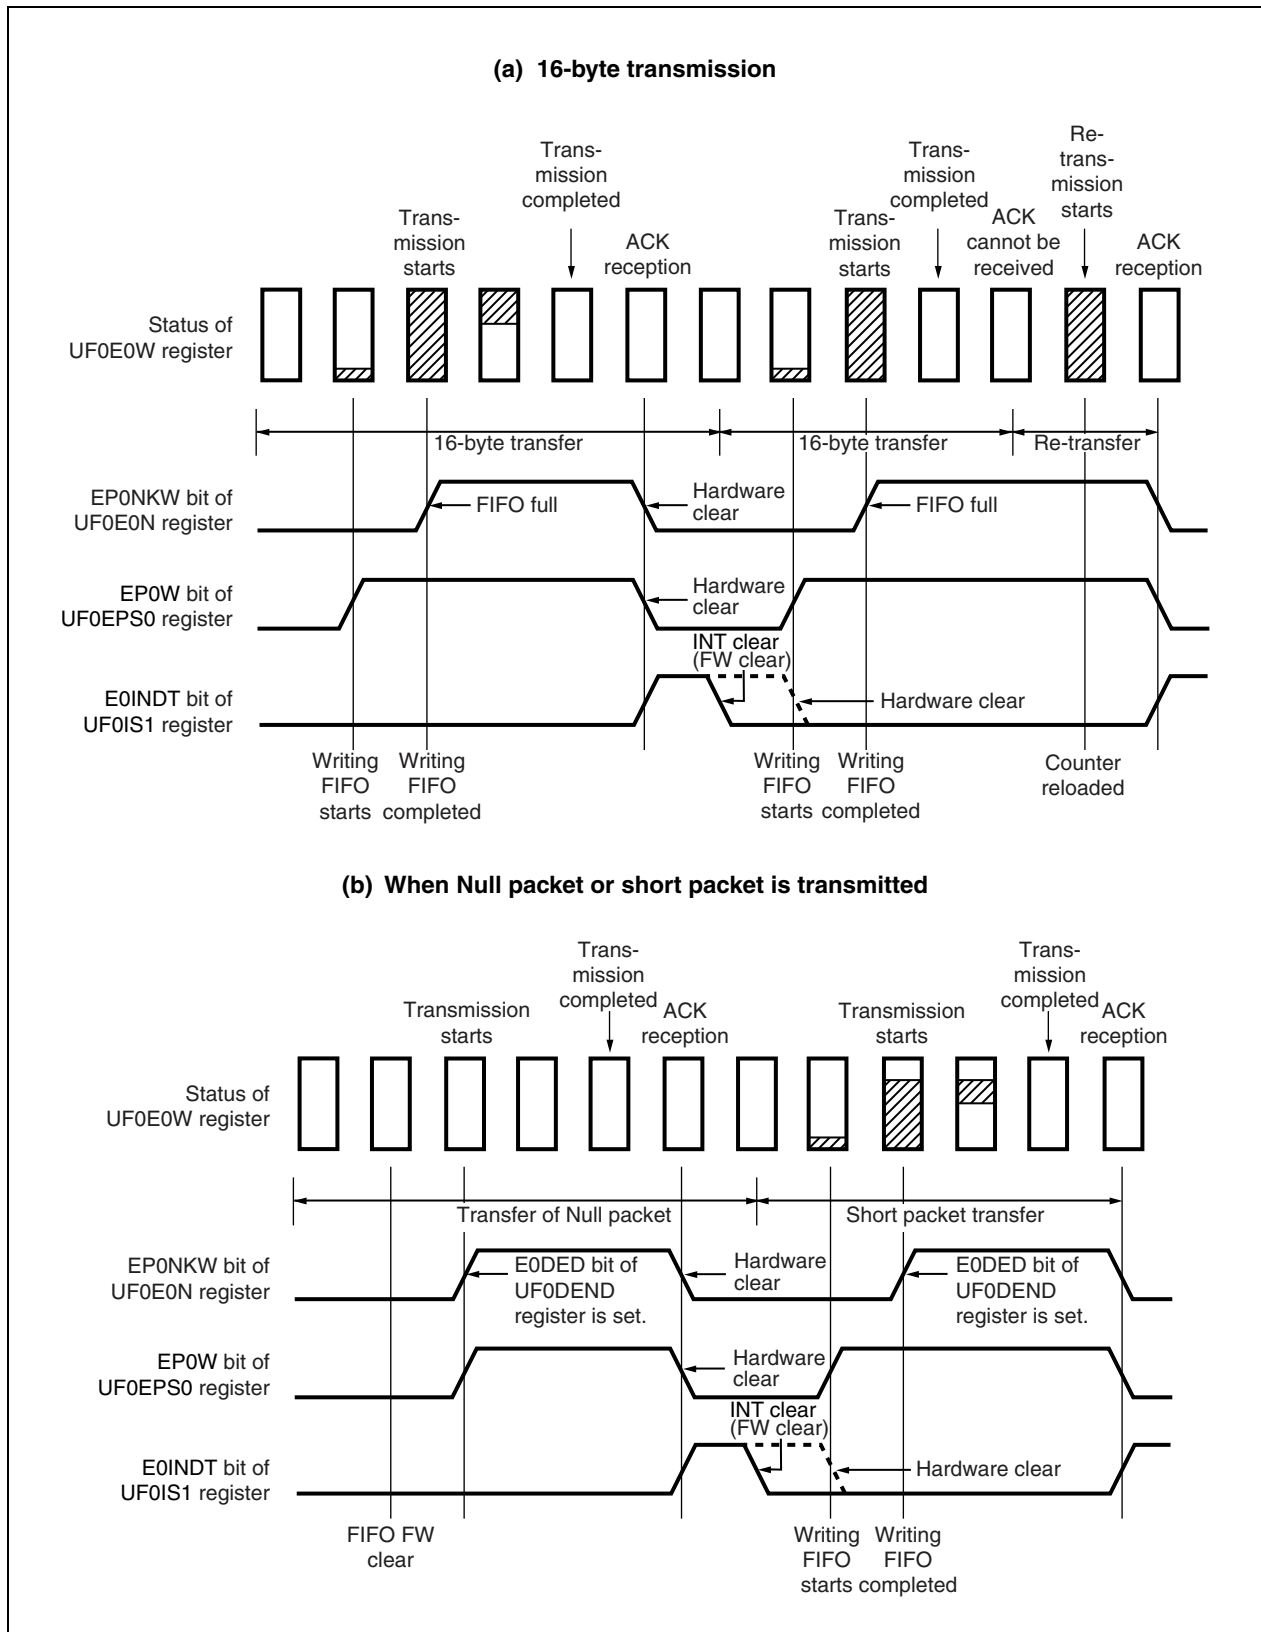 (a) 16-byte transmission
Trans-
mission
completed
Trans-
mission
starts
ACK
reception
Trans-
mission
completed
Trans-
mission
starts
ACK
cannot be
received
Re-
trans-
mission
starts
ACK
reception
Status of
UF0E0W register
16-byte transfer
16-byte transfer
Re-transfer
EP0NKW bit of
UF0E0N register
FIFO full
Hardware
clear
FIFO full
EP0W bit of
UF0EPS0 register
Hardware
clear
INT clear
(FW clear)
E0INDT bit of
UF0IS1 register
Hardware clear
Writing
FIFO
starts
Writing
FIFO
completed
Writing
FIFO
starts
Writing
FIFO
completed
Counter
reloaded
(b) When Null packet or short packet is transmitted
Transmission
starts
Trans-
mission
completed
ACK
reception
Transmission
starts
Trans-
mission
completed
ACK
reception
Status of
UF0E0W register
Transfer of Null packet
Short packet transfer
EP0NKW bit of
UF0E0N register
E0DED bit of
UF0DEND
register is set.
Hardware
clear
E0DED bit of
UF0DEND
register is set.
EP0W bit of
UF0EPS0 register
Hardware
clear
INT clear
(FW clear)
E0INDT bit of
UF0IS1 register
Hardware clear
FIFO FW
clear
Writing
FIFO
starts
Writing
FIFO
completed